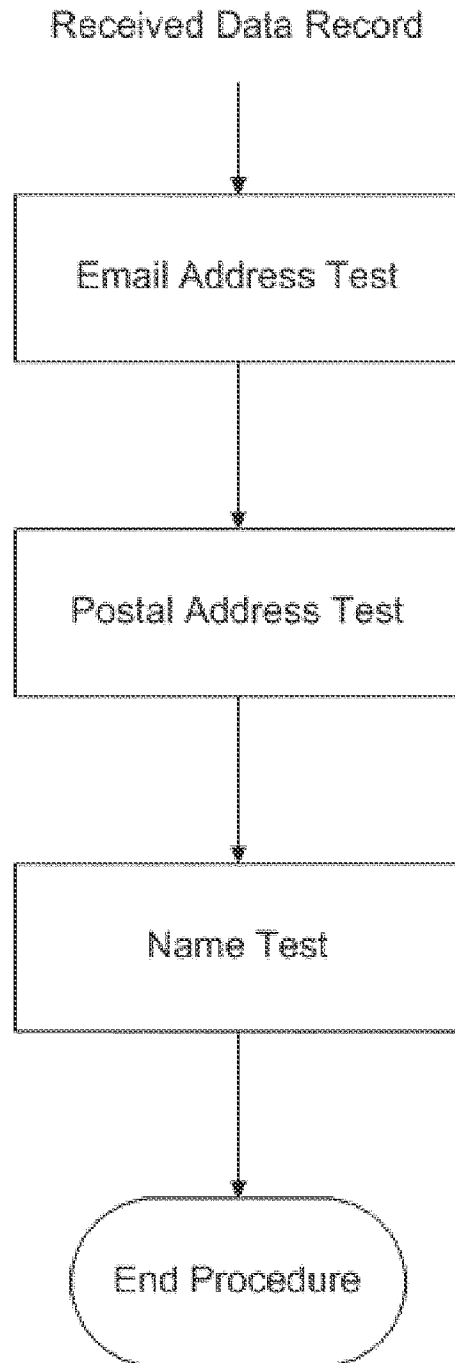 Received Data Record
Email Address Test
Postal Address Test
Name Test
End Procedure